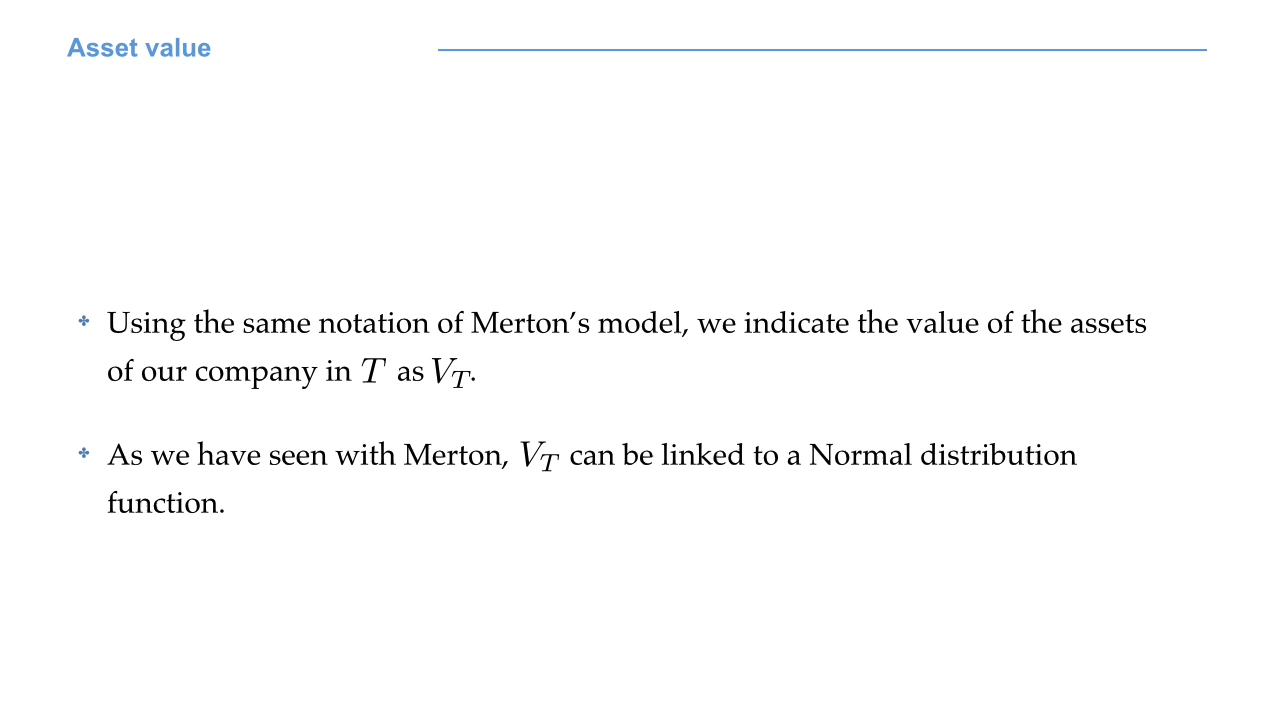 Asset value
✤ Using the same notation of Merton’s model, we indicate the value of the assets
of our company in T as V_T.
✤ As we have seen with Merton, V_T can be linked to a Normal distribution
function.